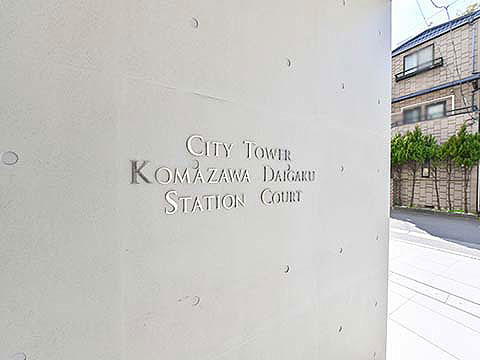 City Tower
Komazawa Daigaku
Station Court